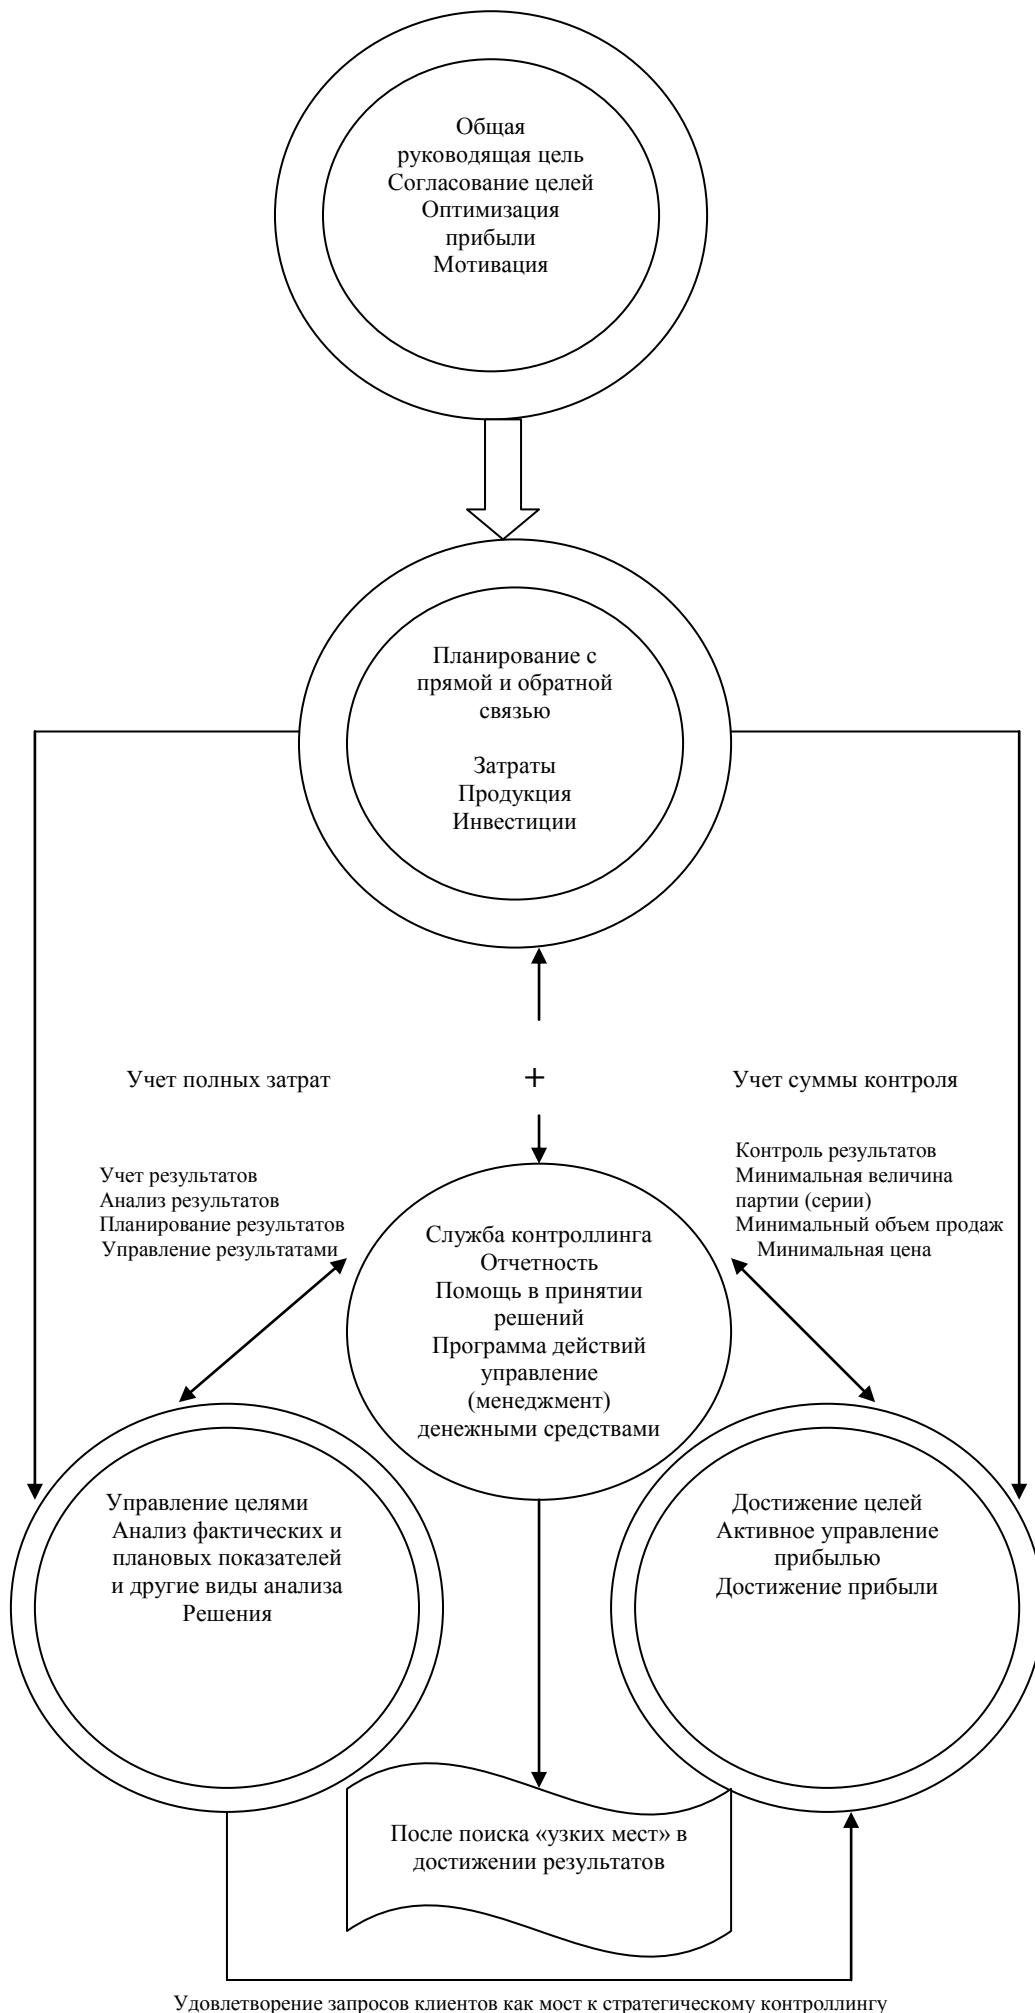 Общая
руководящая цель
Согласование целей
Оптимизация
прибыли
Мотивация
Планирование с
прямой и обратной
связью
Затраты
Продукция
Инвестиции
Учет полных затрат
+
Учет суммы контроля
Учет результатов
Анализ результатов
Планирование результатов
Управление результатами
Контроль результатов
Минимальная величина
партии (серии)
Минимальный объем продаж
Минимальная цена
Служба контроллинга
Отчетность
Помощь в принятии
решений
Программа действий
управление
(менеджмент)
денежными средствами
Управление целями
Анализ фактических и
плановых показателей
и другие виды анализа
Решения
Достижение целей
Активное управление
прибылью
Достижение прибыли
После поиска «узких мест» в
достижении результатов
Удовлетворение запросов клиентов как мост к стратегическому контроллингу